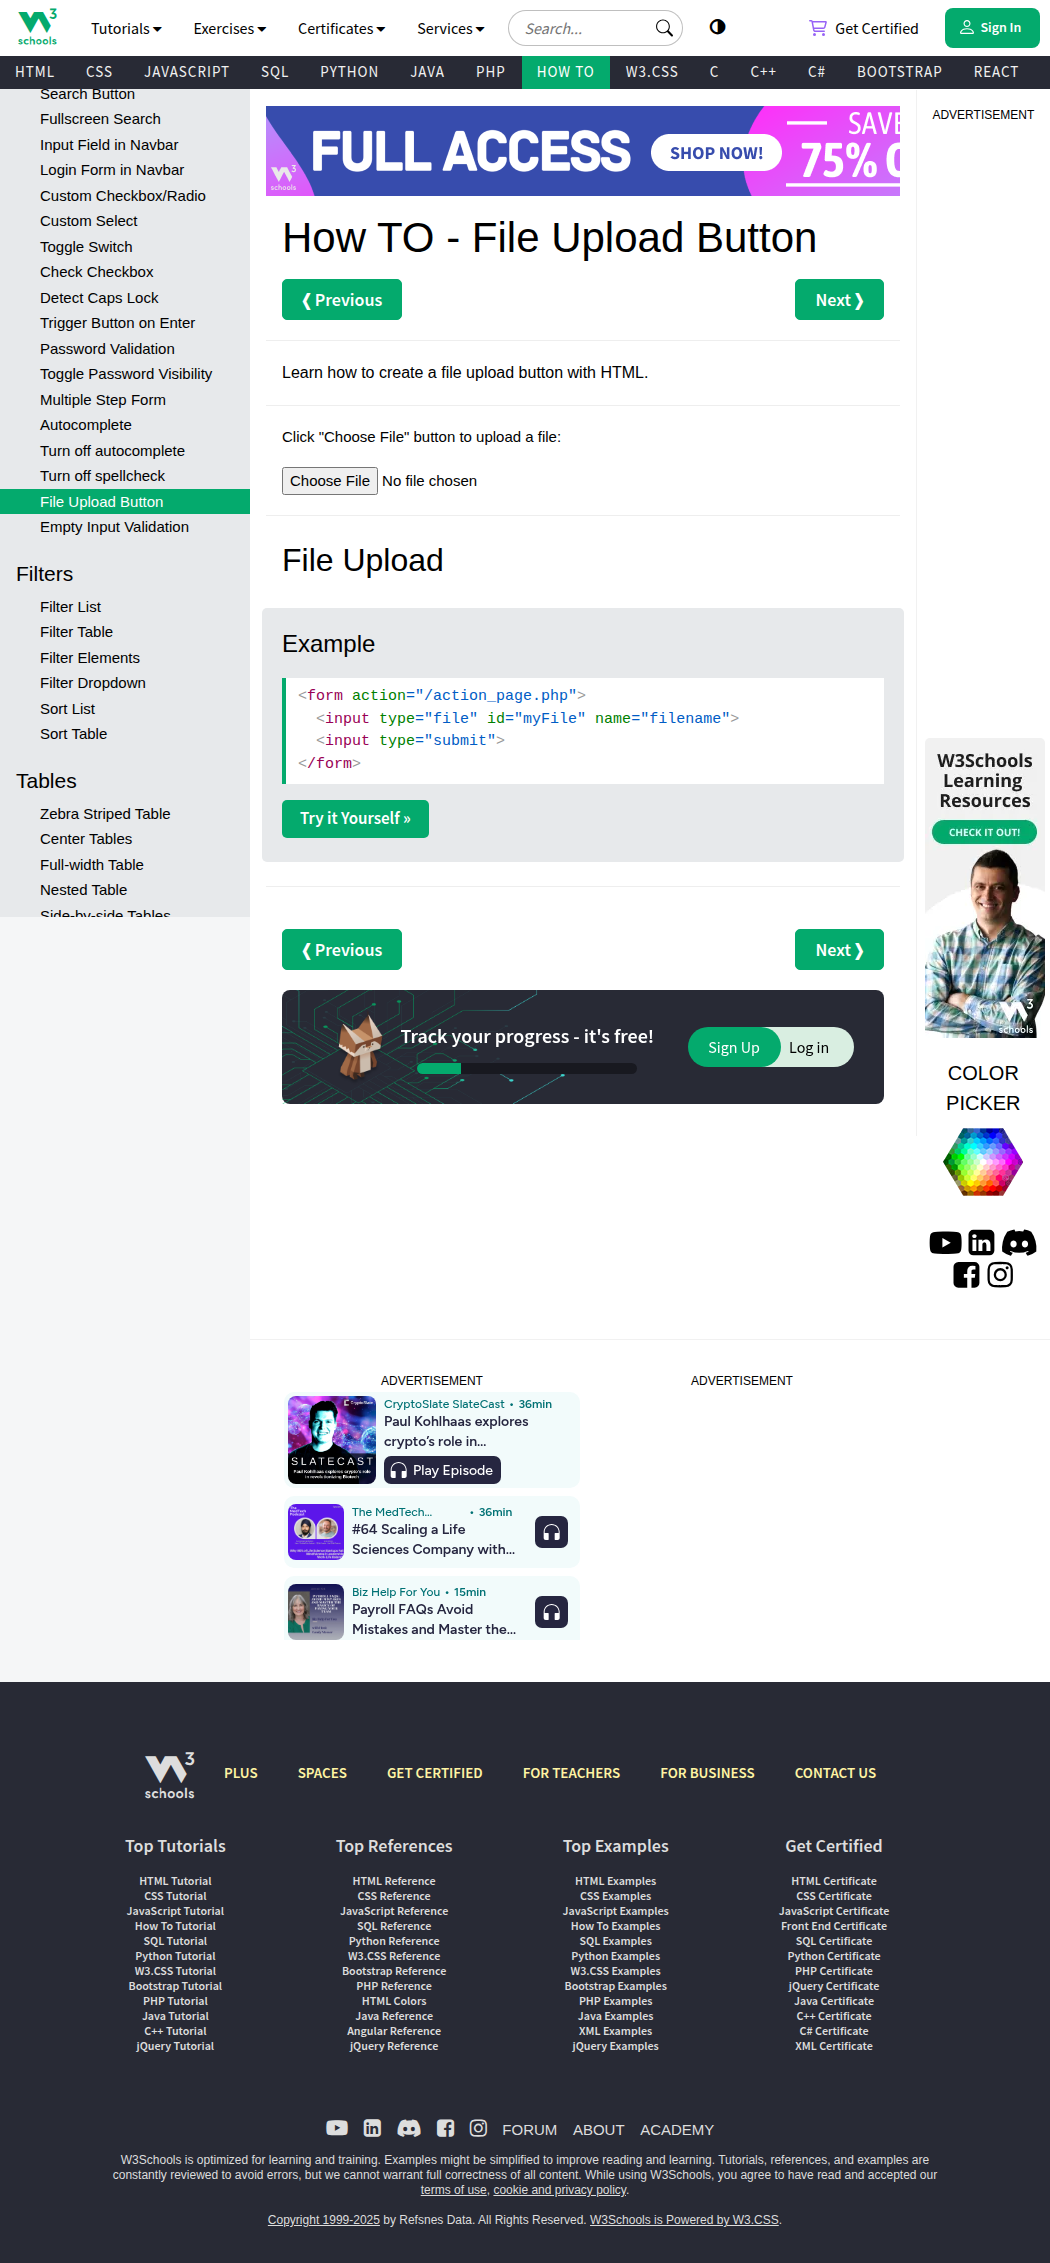 W3 schools
Tutorials Exercises Certificates Services Search... Get Certified Sign In
HTML CSS JAVASCRIPT SQL PYTHON JAVA PHP HOW TO W3.CSS C C++ C# BOOTSTRAP REACT
Search Button
Fullscreen Search
Input Field in Navbar
Login Form in Navbar
Custom Checkbox/Radio
Custom Select
Toggle Switch
Check Checkbox
Detect Caps Lock
Trigger Button on Enter
Password Validation
Toggle Password Visibility
Multiple Step Form
Autocomplete
Turn off autocomplete
Turn off spellcheck
File Upload Button
Empty Input Validation
Filters
Filter List
Filter Table
Filter Elements
Filter Dropdown
Sort List
Sort Table
Tables
Zebra Striped Table
Center Tables
Full-width Table
Nested Table
Side-by-side Tables
W3 schools
FULL ACCESS
SHOP NOW!
SAVE
75%
How TO - File Upload Button
❮ Previous
Next ❯
Learn how to create a file upload button with HTML.
Click "Choose File" button to upload a file:
Choose File No file chosen
File Upload
Example
<form action="/action_page.php">
  <input type="file" id="myFile" name="filename">
  <input type="submit">
</form>
Try it Yourself »
❮ Previous
Next ❯
Track your progress - it's free!
Sign Up
Log in
ADVERTISEMENT
W3Schools
Learning
Resources
CHECK IT OUT!
W3 schools
COLOR
PICKER
ADVERTISEMENT
CryptoSlate
SLATECAST
Paul Kohlhaas explores crypto's role
in revolutionizing Biotech
CryptoSlate SlateCast • 36min
Paul Kohlhaas explores
crypto’s role in...
Play Episode
The MedTech... • 36min
#64 Scaling a Life
Sciences Company with...
Biz Help For You • 15min
Payroll FAQs Avoid
Mistakes and Master the...
ADVERTISEMENT
W3 schools
PLUS SPACES GET CERTIFIED FOR TEACHERS FOR BUSINESS CONTACT US
Top Tutorials
HTML Tutorial
CSS Tutorial
JavaScript Tutorial
How To Tutorial
SQL Tutorial
Python Tutorial
W3.CSS Tutorial
Bootstrap Tutorial
PHP Tutorial
Java Tutorial
C++ Tutorial
jQuery Tutorial
Top References
HTML Reference
CSS Reference
JavaScript Reference
SQL Reference
Python Reference
W3.CSS Reference
Bootstrap Reference
PHP Reference
HTML Colors
Java Reference
Angular Reference
jQuery Reference
Top Examples
HTML Examples
CSS Examples
JavaScript Examples
How To Examples
SQL Examples
Python Examples
W3.CSS Examples
Bootstrap Examples
PHP Examples
Java Examples
XML Examples
jQuery Examples
Get Certified
HTML Certificate
CSS Certificate
JavaScript Certificate
Front End Certificate
SQL Certificate
Python Certificate
PHP Certificate
jQuery Certificate
Java Certificate
C++ Certificate
C# Certificate
XML Certificate
FORUM ABOUT ACADEMY
W3Schools is optimized for learning and training. Examples might be simplified to improve reading and learning. Tutorials, references, and examples are
constantly reviewed to avoid errors, but we cannot warrant full correctness of all content. While using W3Schools, you agree to have read and accepted our
terms of use, cookie and privacy policy.
Copyright 1999-2025 by Refsnes Data. All Rights Reserved. W3Schools is Powered by W3.CSS.